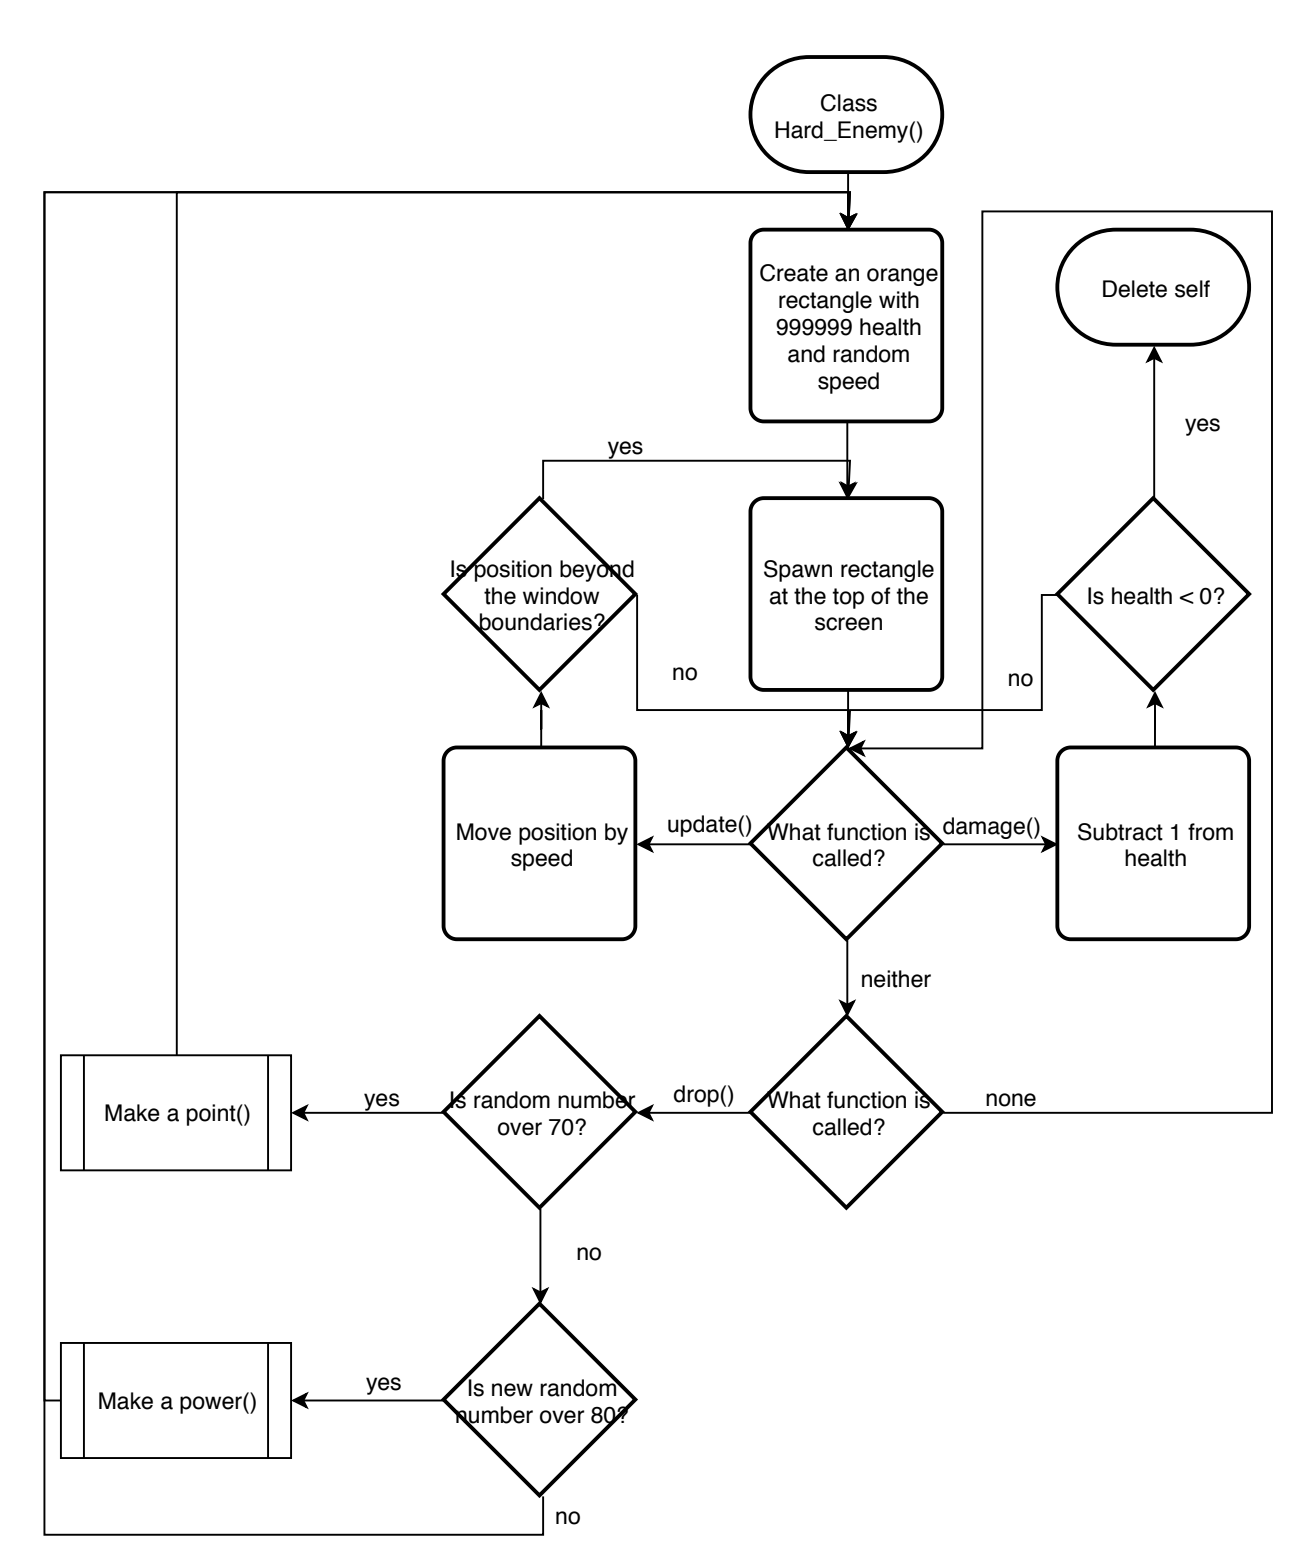 Class
Hard_Enemy()
Create an orange
rectangle with
999999 health
and random
speed
Delete self
yes
yes
Is position beyond
the window
boundaries?
Spawn rectangle
at the top of the
screen
Is health < 0?
no
no
Move position by
speed
update()
What function is
called?
damage()
Subtract 1 from
health
neither
Make a point()
yes
Is random number
over 70?
drop()
What function is
called?
none
no
Make a power()
yes
Is new random
number over 80?
no